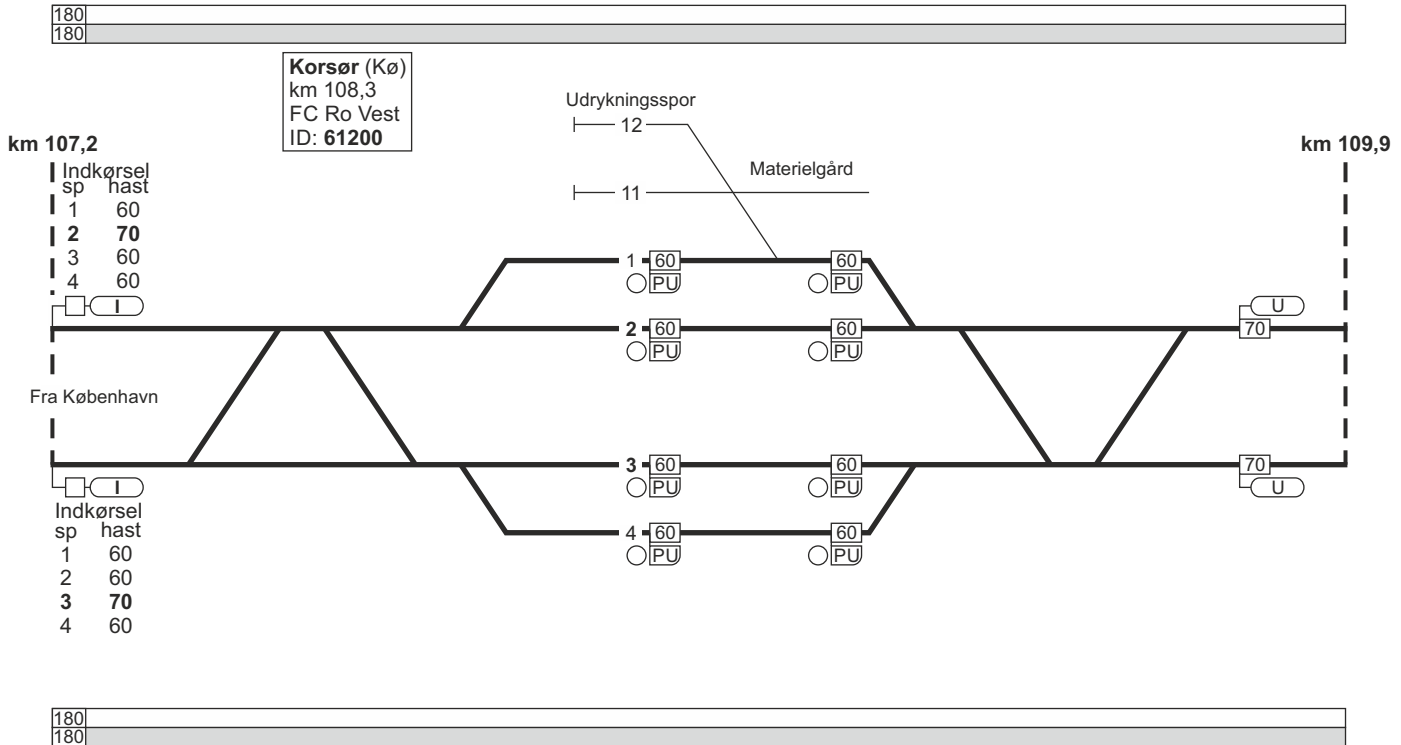 180
180
Korsør (Kø)
km 108,3
FC Ro Vest
ID: 61200
Udrykningsspor
12
km 107,2
km 109,9
Indkørsel
sp hast
1 60
2 70
3 60
4 60
Materielgård
11
1 60 60
PU PU
I
U
2 60 60 70
PU PU
Fra København
3 60 60 70
I
PU PU
U
Indkørsel
sp hast
1 60
2 60
3 70
4 60
4 60 60
PU PU
180
180